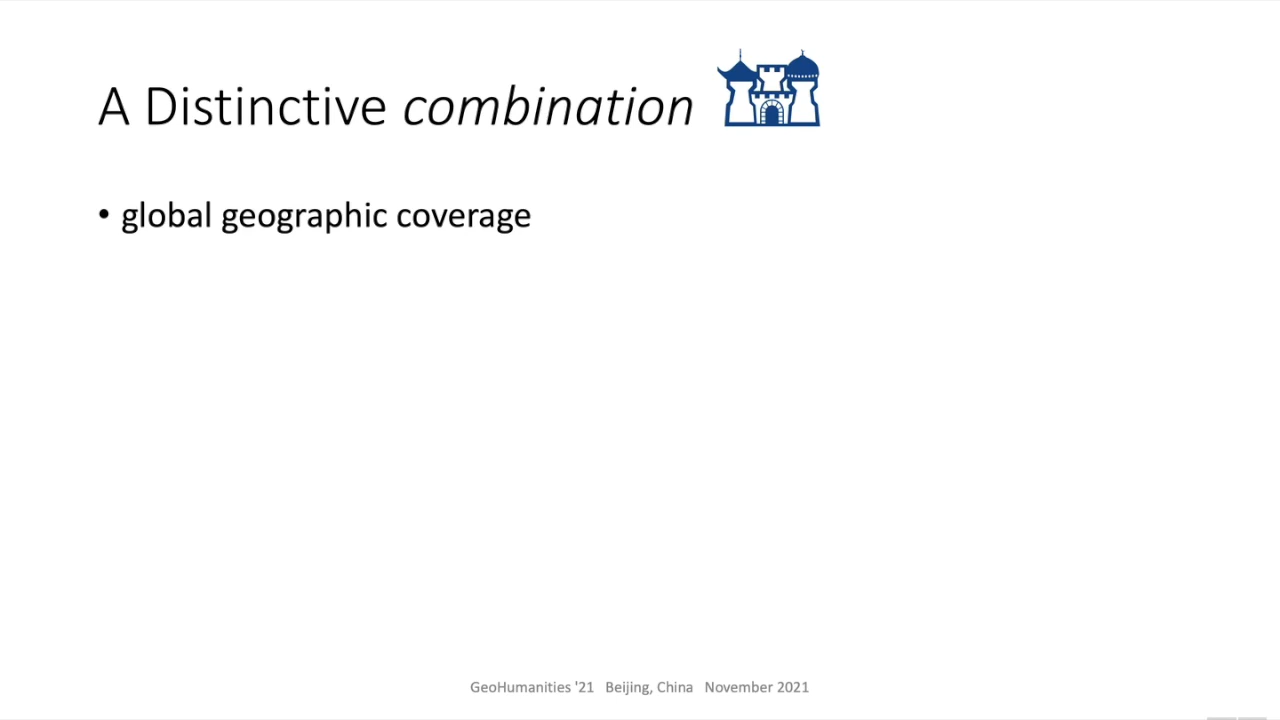 A Distinctive combination
• global geographic coverage
GeoHumanities '21 Beijing, China November 2021